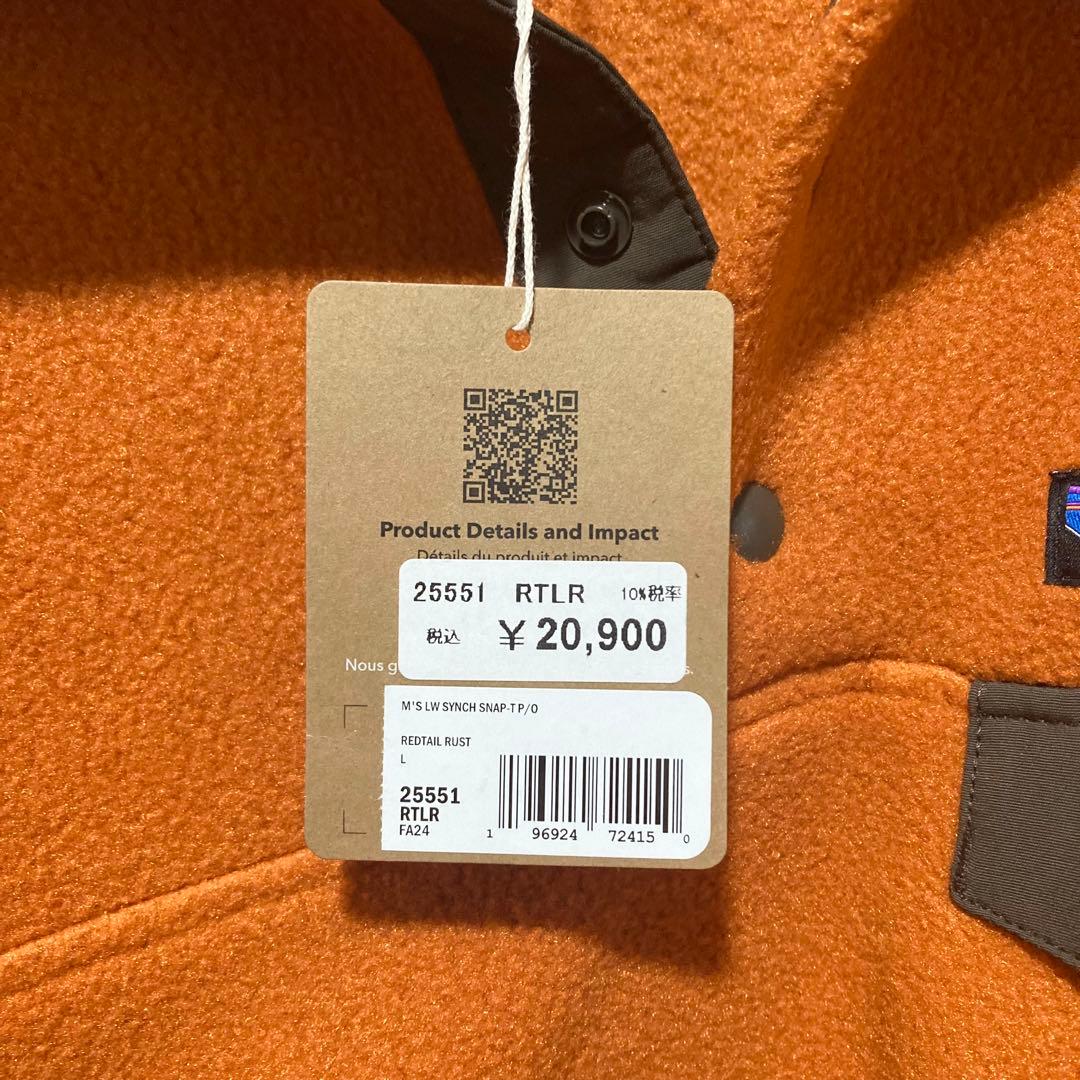 Product Details and Impact
Détails du produit et impact
25551 RTLR 10%税率
税込 ¥20,900
Nous g
s.
M'S LW SYNCH SNAP-T P/O
REDTAIL RUST
L
25551
RTLR
FA24
1 96924 72415 0